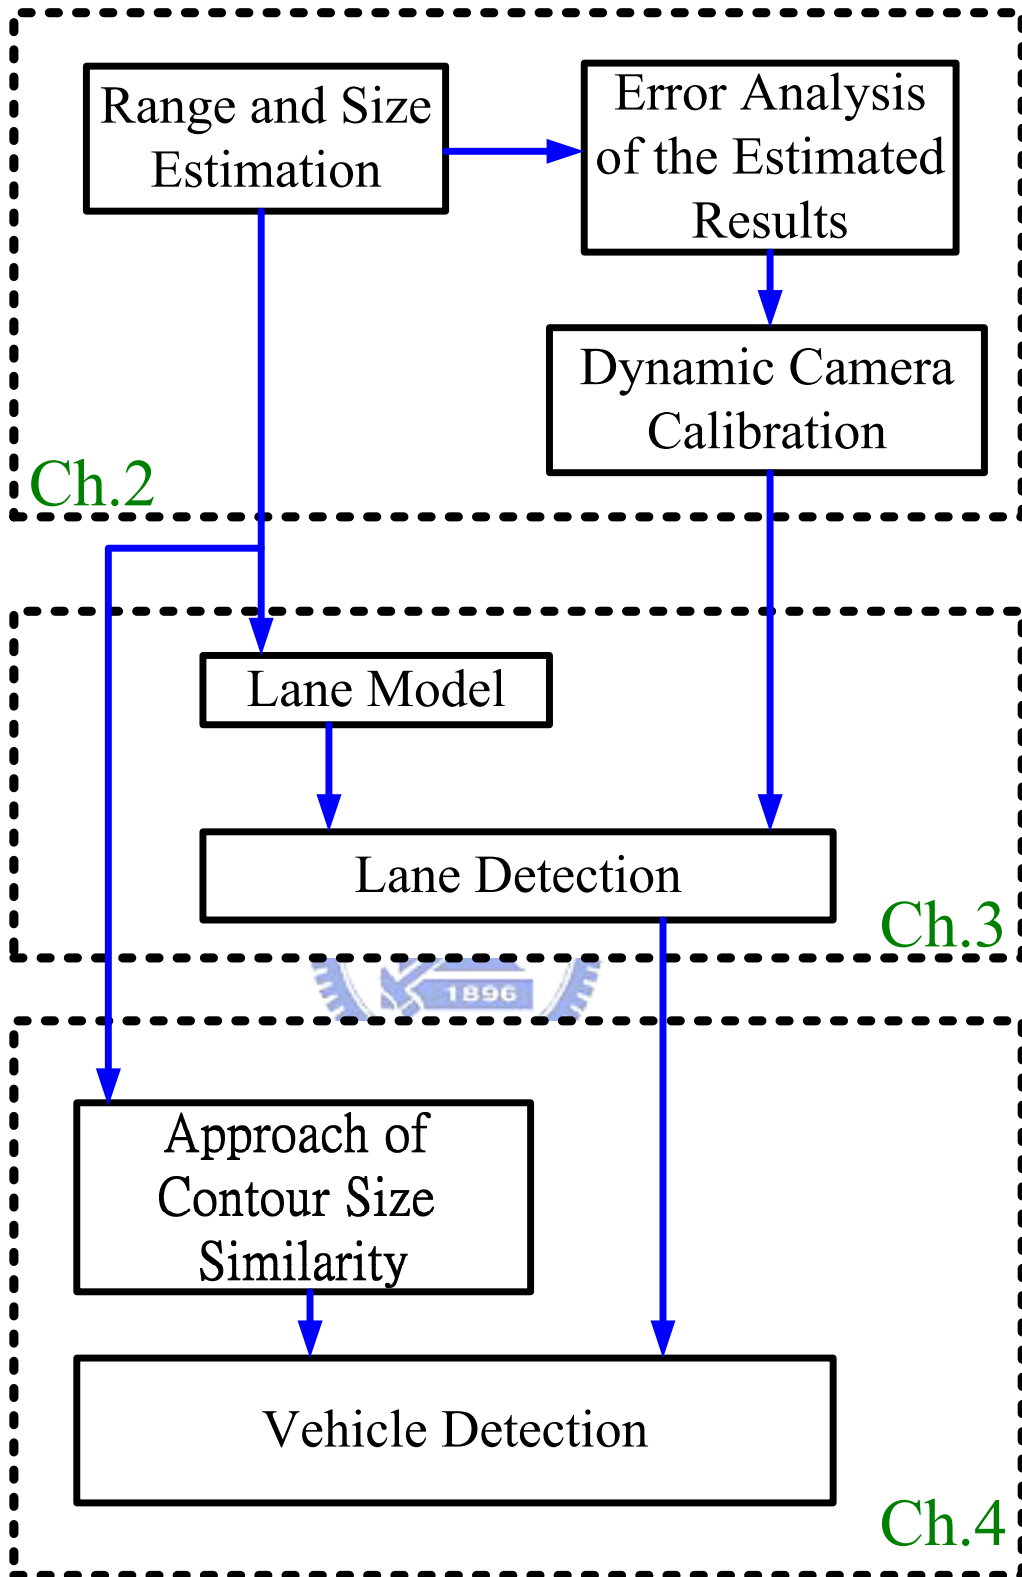 Range and Size
Estimation
Error Analysis
of the Estimated
Results
Dynamic Camera
Calibration
Ch.2
Lane Model
Lane Detection
Ch.3
1896
Approach of
Contour Size
Similarity
Vehicle Detection
Ch.4